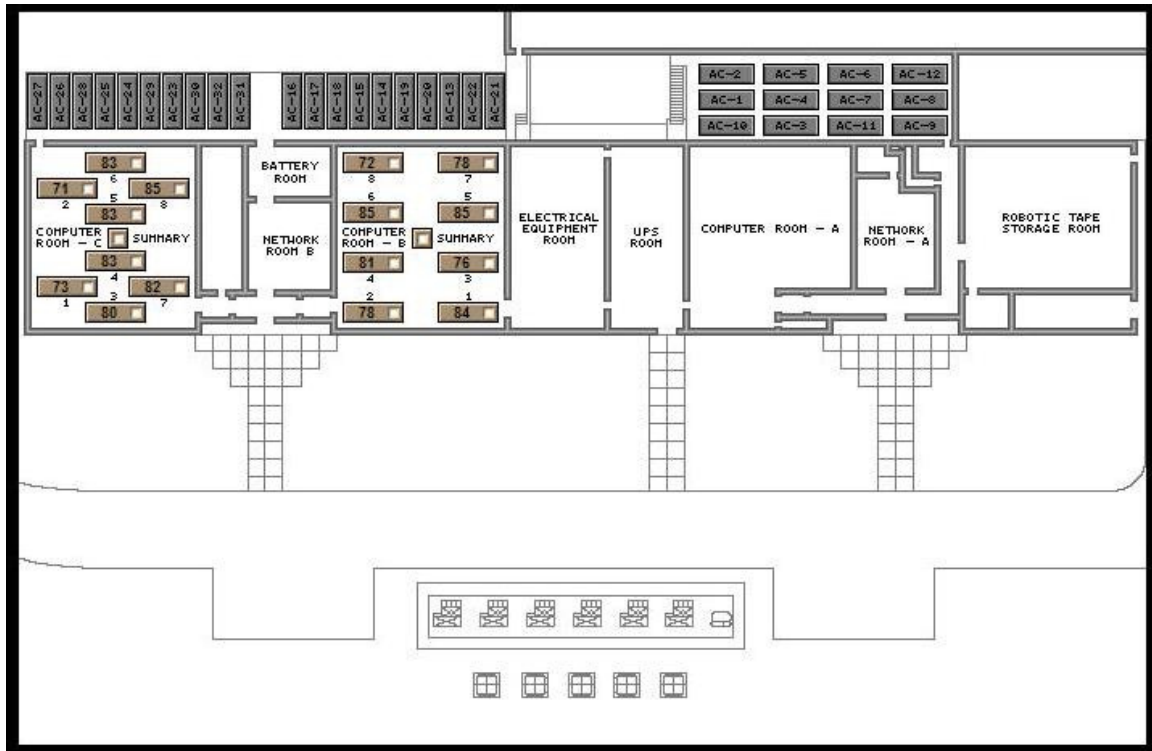 AC-27
AC-26
AC-28
AC-25
AC-24
AC-29
AC-23
AC-30
AC-32
AC-31
AC-16
AC-17
AC-18
AC-15
AC-14
AC-19
AC-20
AC-13
AC-22
AC-21
AC-2 AC-5 AC-6 AC-12
AC-1 AC-4 AC-7 AC-8
AC-10 AC-3 AC-11 AC-9
83
6
71
2
5
85
8
83
COMPUTER
ROOM - C
SUMMARY
83
4
73
1
3
82
7
80
BATTERY
ROOM
NETWORK
ROOM B
72
8
78
7
6
85
5
85
COMPUTER
ROOM - B
SUMMARY
81
4
76
3
2
78
1
84
ELECTRICAL
EQUIPMENT
ROOM
UPS
ROOM
COMPUTER ROOM - A
NETWORK
ROOM - A
ROBOTIC TAPE
STORAGE ROOM